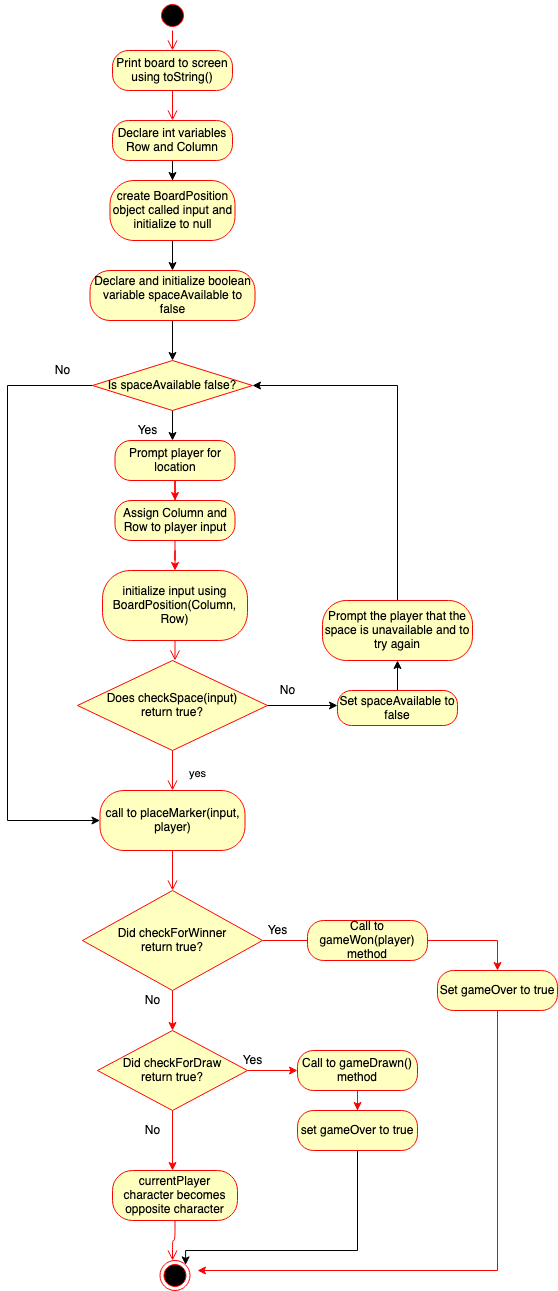 Print board to screen
using toString()
Declare int variables
Row and Column
create BoardPosition
object called input and
initialize to null
Declare and initialize boolean
variable spaceAvailable to
false
No
Is spaceAvailable false?
Yes
Prompt player for
location
Assign Column and
Row to player input
initialize input using
BoardPosition(Column,
Row)
Prompt the player that the
space is unavailable and to
try again
Does checkSpace(input)
return true?
No
Set spaceAvailable to
false
yes
call to placeMarker(input,
player)
Did checkForWinner
return true?
Yes
Call to
gameWon(player)
method
Set gameOver to true
No
Did checkForDraw
return true?
Yes
Call to gameDrawn()
method
No
set gameOver to true
currentPlayer
character becomes
opposite character